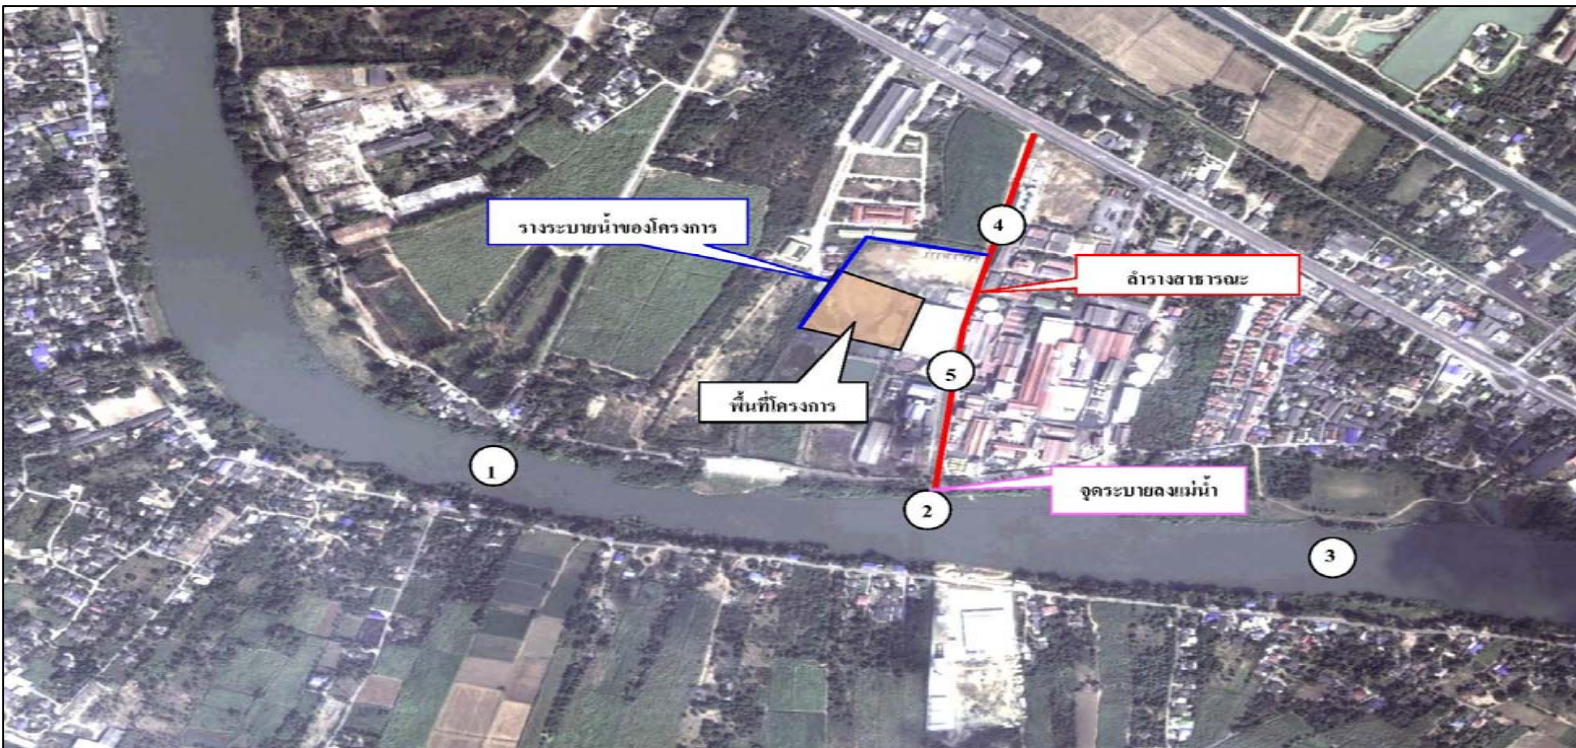 รางระบายน้ำของโครงการ
4
ลำรางสาธารณะ
5
พื้นที่โครงการ
1
จุดระบายลงแม่น้ำ
2
3